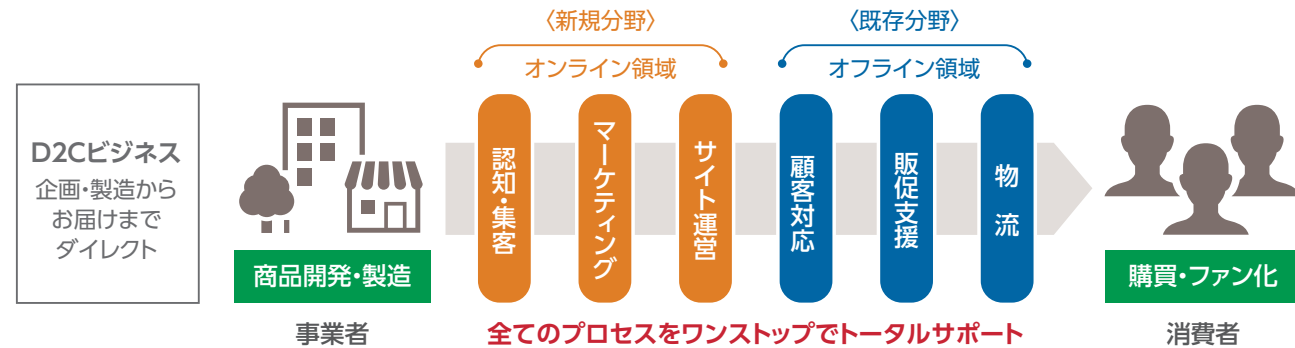 〈新規分野〉
〈既存分野〉
オンライン領域
オフライン領域
D2Cビジネス
企画・製造から
お届けまで
ダイレクト
商品開発・製造
事業者
認知・集客
マーケティング
サイト運営
顧客対応
販促支援
物流
全てのプロセスをワンストップでトータルサポート
購買・ファン化
消費者